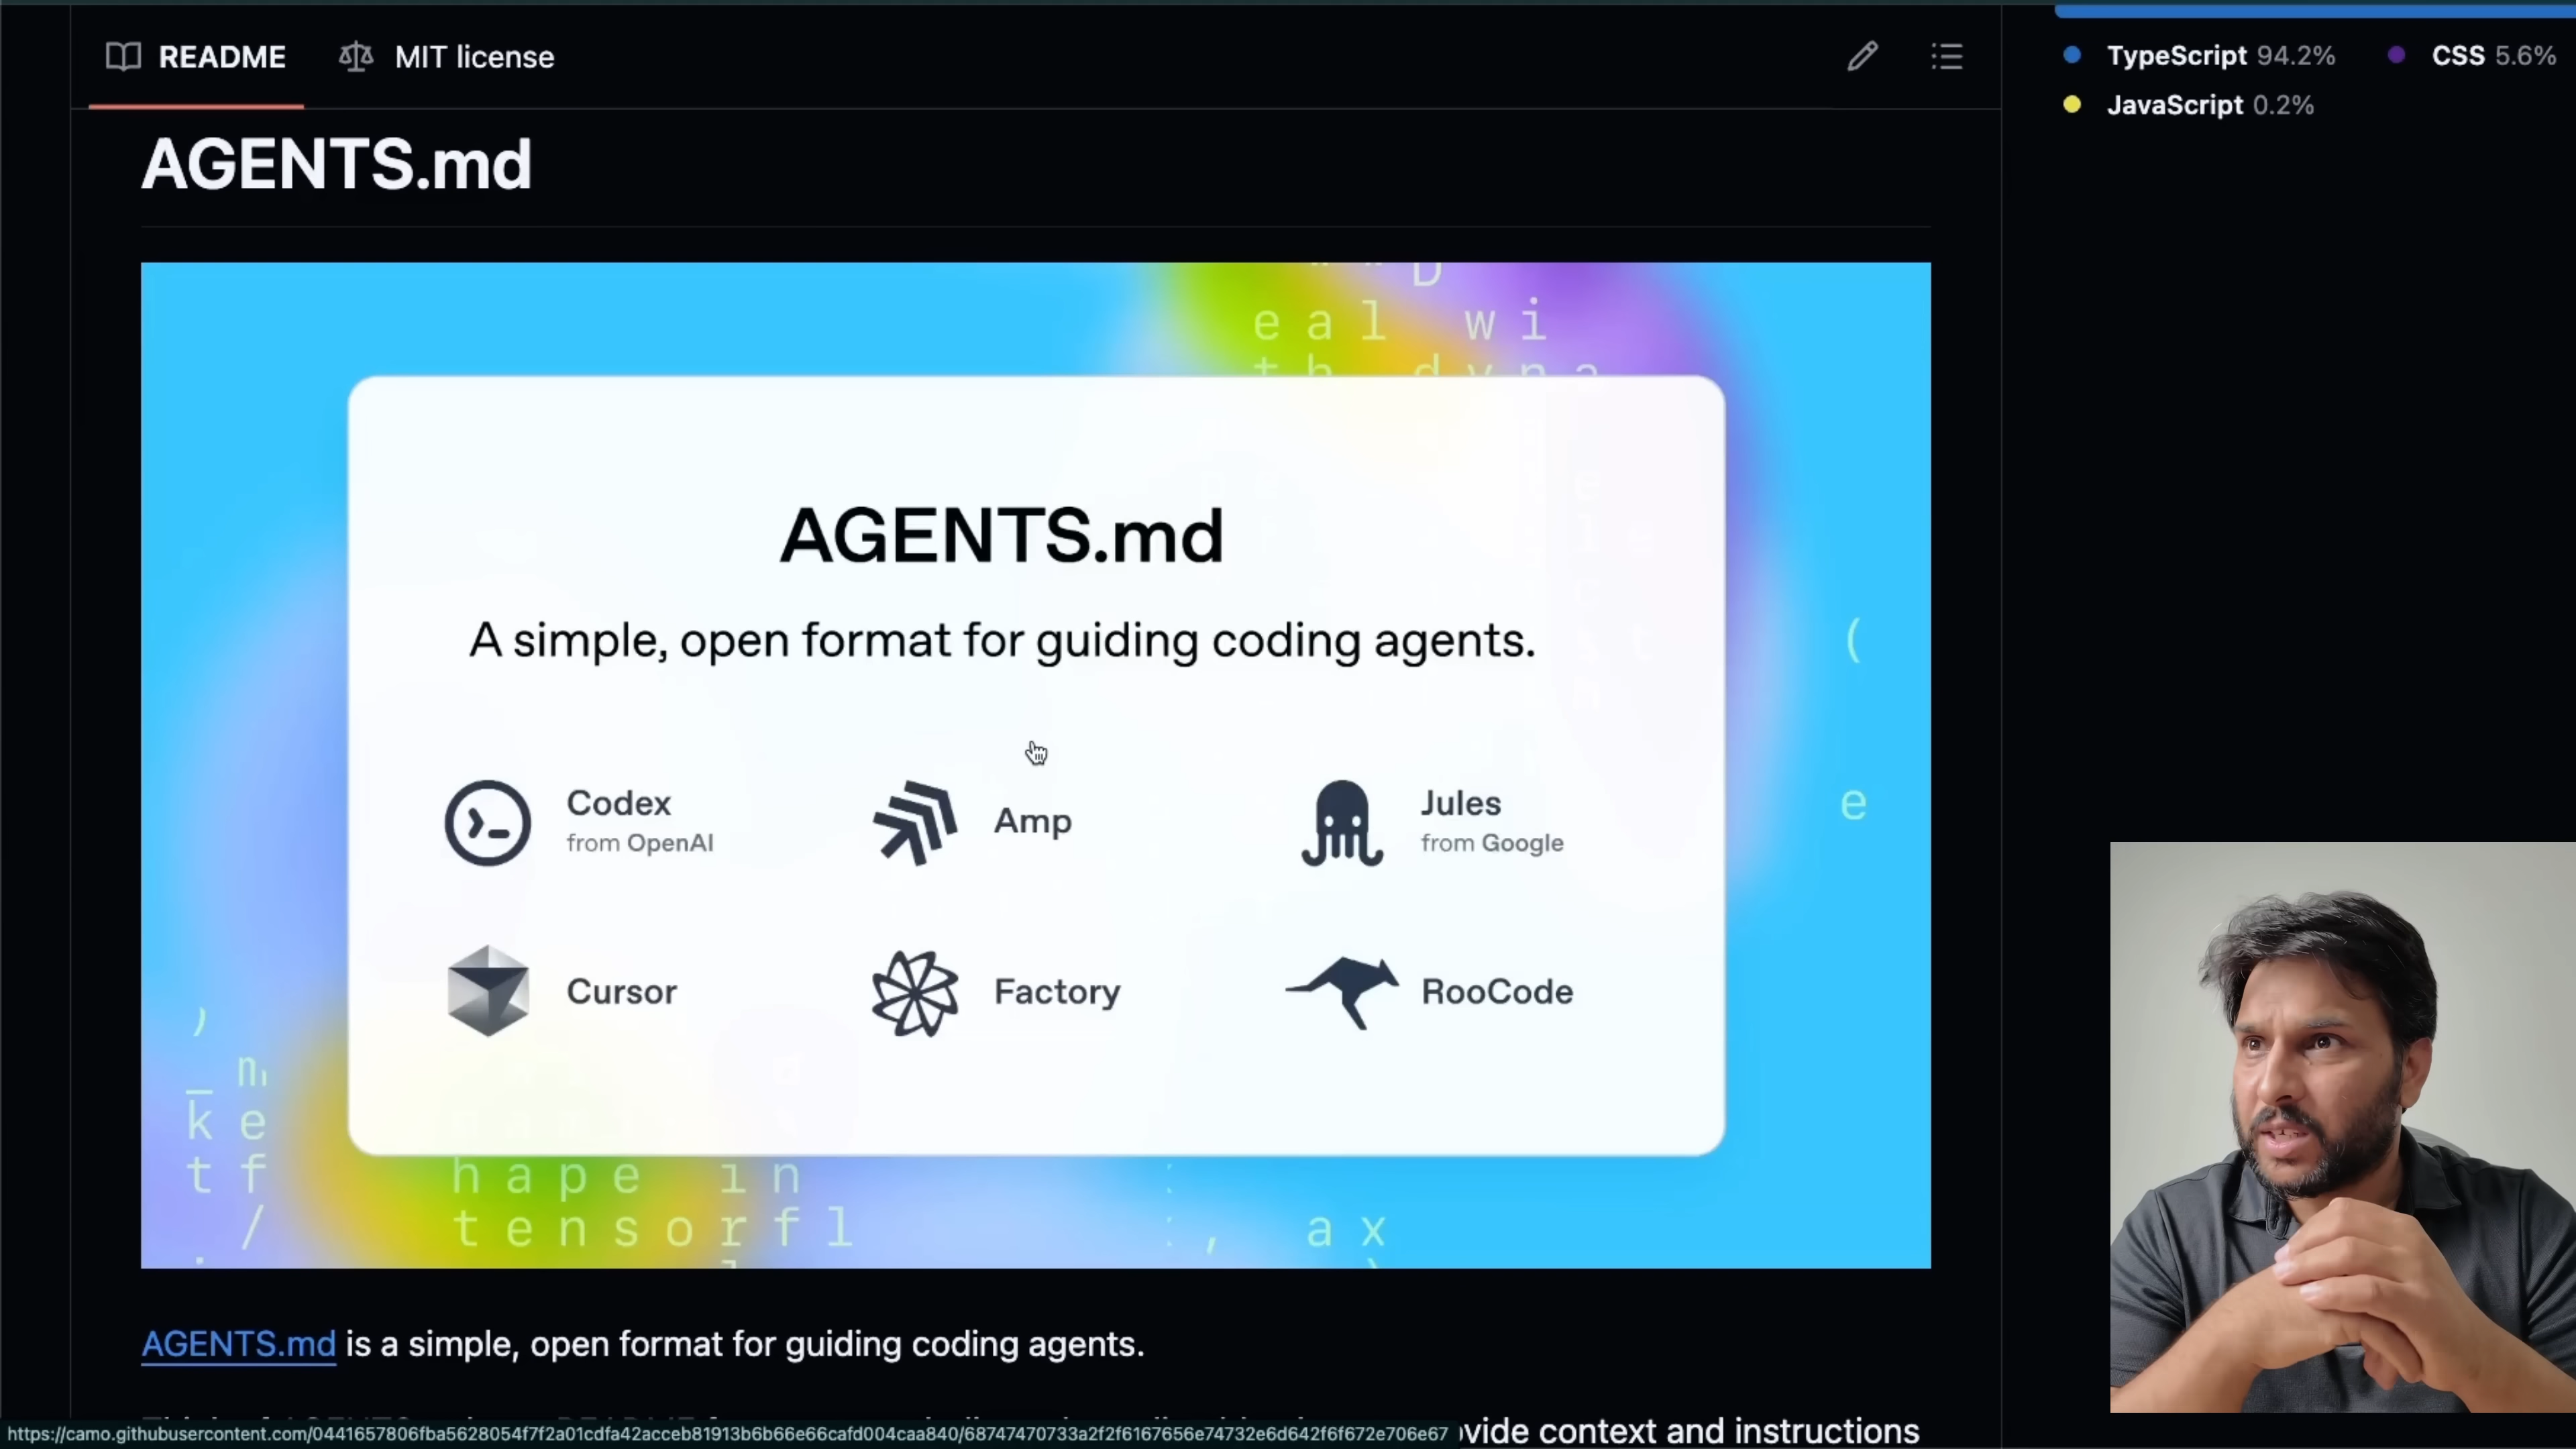 README MIT license
TypeScript 94.2% CSS 5.6%
JavaScript 0.2%
AGENTS.md
D
e a l w i
t h d y n a
AGENTS.md
A simple, open format for guiding coding agents.
(
Codex
from OpenAI
Amp
Jules
from Google
e
Cursor
Factory
RooCode
)
_ n
k e
t f h a p e i n
/ t e n s o r f l : , a x
AGENTS.md is a simple, open format for guiding coding agents.
vide context and instructions
https://camo.githubusercontent.com/0441657806fba5628054f7f2a01cdfa42acceb81913b6b66e66cafd004caa840/68747470733a2f2f6167656e74732e6d642f6f672e706e67